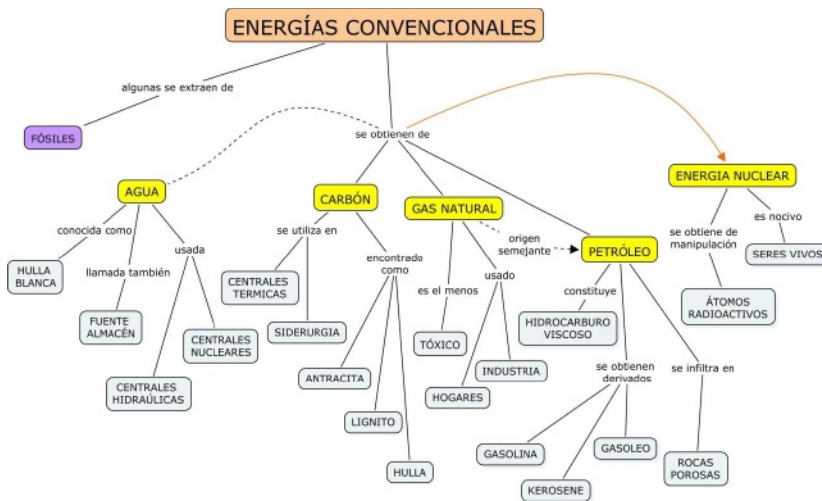 ENERGÍAS CONVENCIONALES
algunas se extraen de
FÓSILES
se obtienen de
AGUA
conocida como
HULLA
BLANCA
llamada también
FUENTE
ALMACÉN
usada
CENTRALES
HIDRAÚLICAS
CENTRALES
NUCLEARES
CARBÓN
se utiliza en
CENTRALES
TERMICAS
SIDERURGIA
encontrado
como
ANTRACITA
LIGNITO
HULLA
GAS NATURAL
es el menos
TÓXICO
usado
HOGARES
INDUSTRIA
origen
semejante
PETRÓLEO
constituye
HIDROCARBURO
VISCOSO
se obtienen
derivados
GASOLINA
KEROSENE
GASOLEO
se infiltra en
ROCAS
POROSAS
ENERGIA NUCLEAR
se obtiene de
manipulación
ÁTOMOS
RADIOACTIVOS
es nocivo
SERES VIVOS